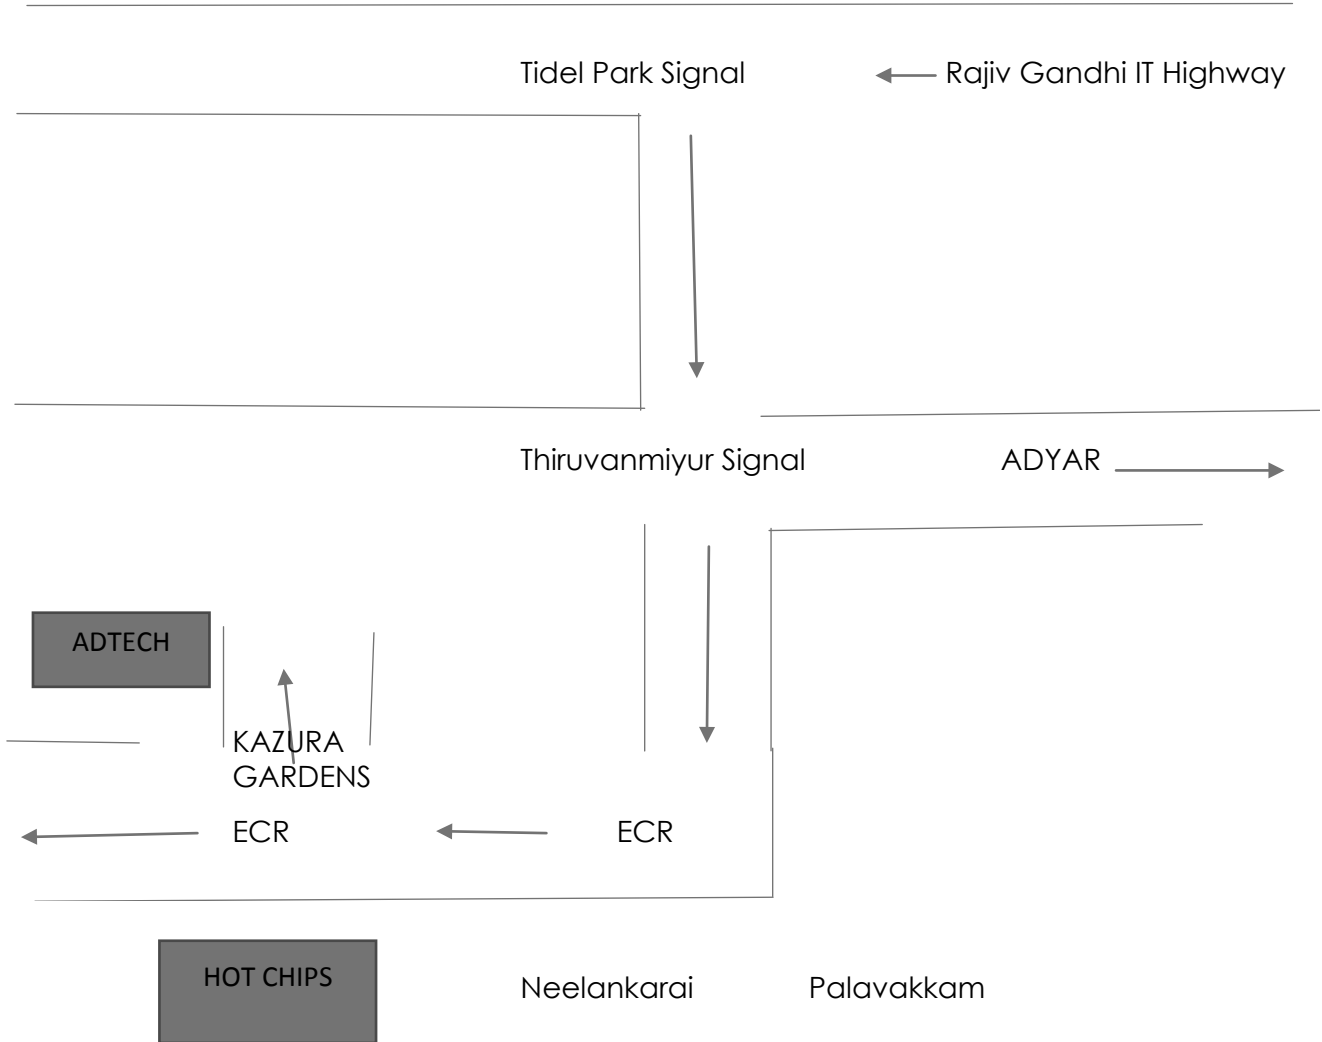 Tidel Park Signal
Rajiv Gandhi IT Highway
Thiruvanmiyur Signal
ADYAR
ADTECH
KAZURA
GARDENS
ECR
ECR
HOT CHIPS
Neelankarai
Palavakkam